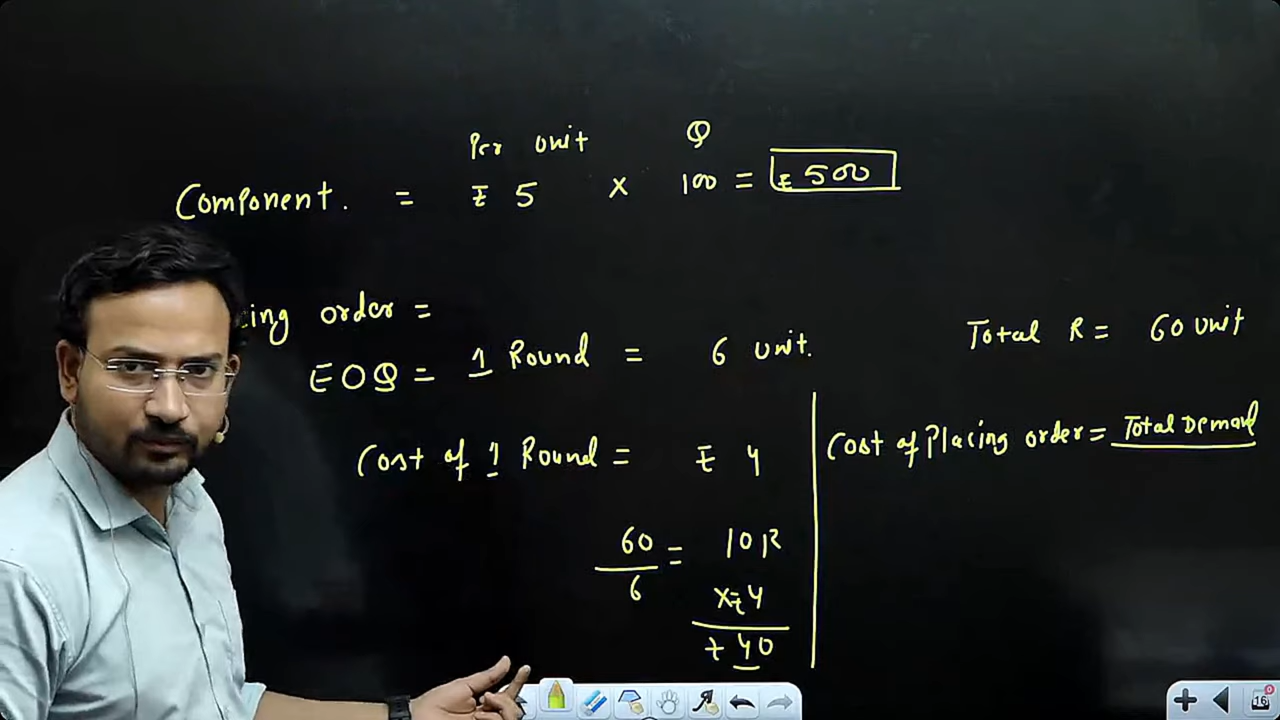 Per unit Q
Component. = ₹ 5 × 100 = ₹ 500
order =
EOQ = 1 Round = 6 unit.
Total R = 60 unit
Cost of 1 Round = ₹ 4
Cost of Placing order = Total Demand
60/6 = 10 R
×₹4
₹ 40
16